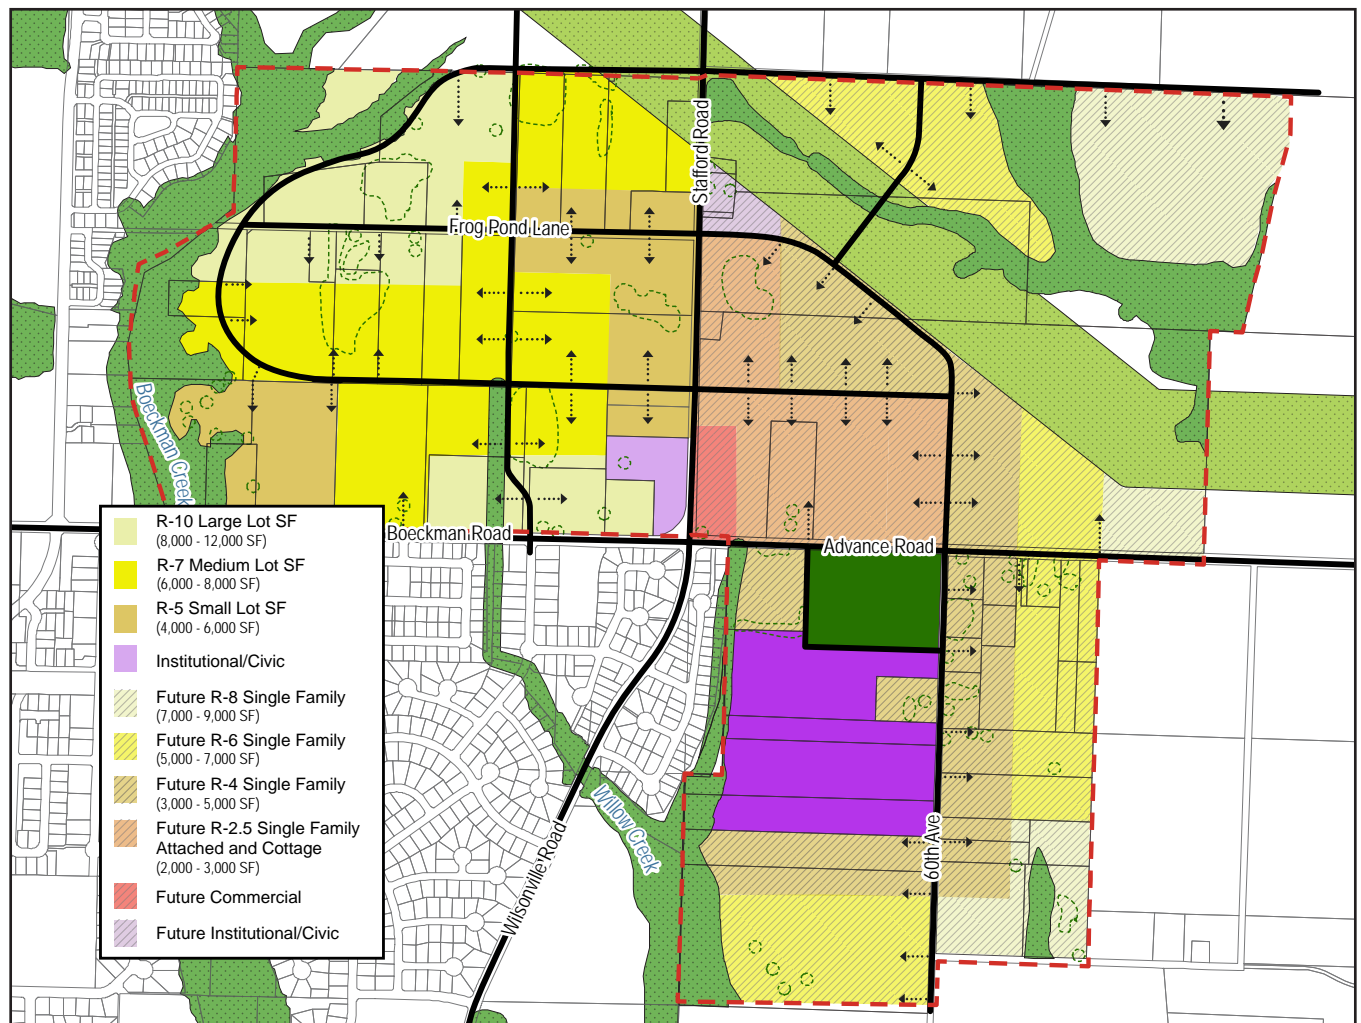 Stafford Road
Frog Pond Lane
Boeckman Creek
Boeckman Road
Advance Road
R-10 Large Lot SF
(8,000 - 12,000 SF)
R-7 Medium Lot SF
(6,000 - 8,000 SF)
R-5 Small Lot SF
(4,000 - 6,000 SF)
Institutional/Civic
Future R-8 Single Family
(7,000 - 9,000 SF)
Future R-6 Single Family
(5,000 - 7,000 SF)
Future R-4 Single Family
(3,000 - 5,000 SF)
Future R-2.5 Single Family
Attached and Cottage
(2,000 - 3,000 SF)
Future Commercial
Future Institutional/Civic
Willow Creek
Wilsonville Road
60th Ave